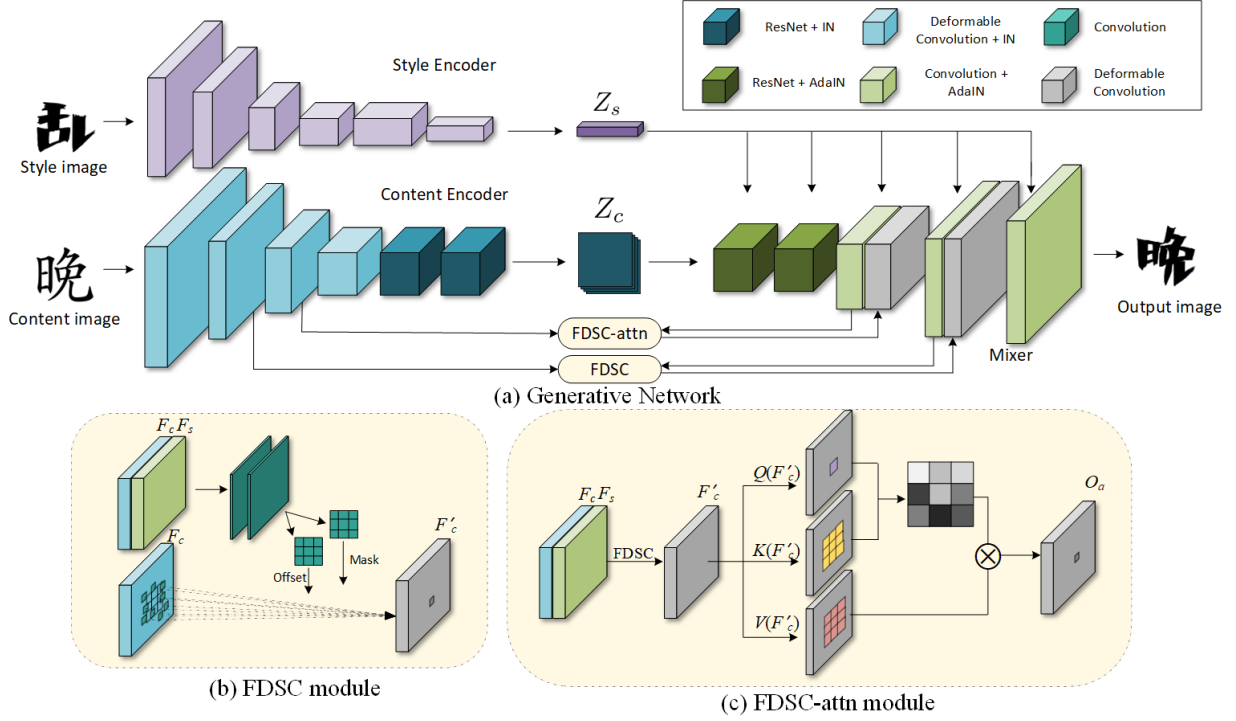 ResNet + IN
Deformable
Convolution + IN
Convolution
ResNet + AdaIN
Convolution +
AdaIN
Deformable
Convolution
Style Encoder
Z_s
乱
Style image
Content Encoder
Z_c
晚
Content image
晚
Output image
FDSC-attn
FDSC
Mixer
(a) Generative Network
F_c F_s
F_c
Offset
Mask
F'_c
(b) FDSC module
F_c F_s
FDSC
F'_c
Q(F'_c)
K(F'_c)
V(F'_c)
O_a
(c) FDSC-attn module